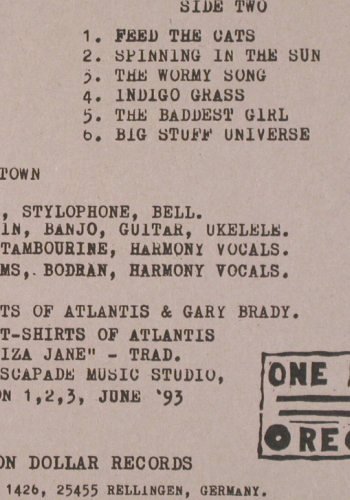 SIDE TWO
1. FEED THE CATS
2. SPINNING IN THE SUN
3. THE WORMY SONG
4. INDIGO GRASS
5. THE BADDEST GIRL
6. BIG STUFF UNIVERSE
TOWN
, STYLOPHONE, BELL.
IN, BANJO, GUITAR, UKELELE.
TAMBOURINE, HARMONY VOCALS.
MS, BODRAN, HARMONY VOCALS.
TS OF ATLANTIS & GARY BRADY.
T-SHIRTS OF ATLANTIS
IZA JANE" - TRAD.
SCAPADE MUSIC STUDIO,
ON 1,2,3, JUNE '93
ONE
OREC
ON DOLLAR RECORDS
1426, 25455 RELLINGEN, GERMANY.